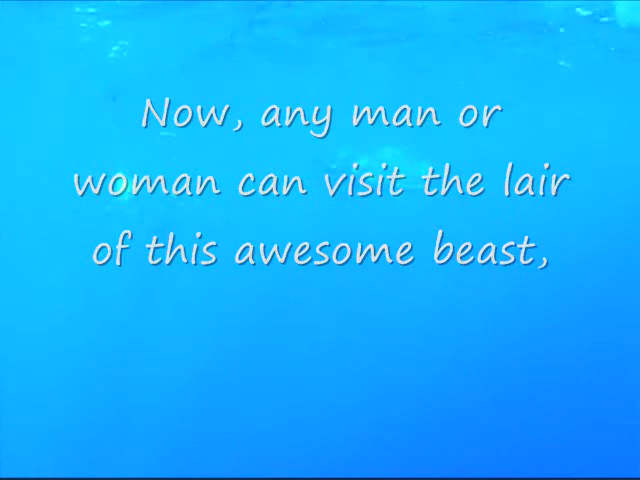 Now, any man or
woman can visit the lair
of this awesome beast,